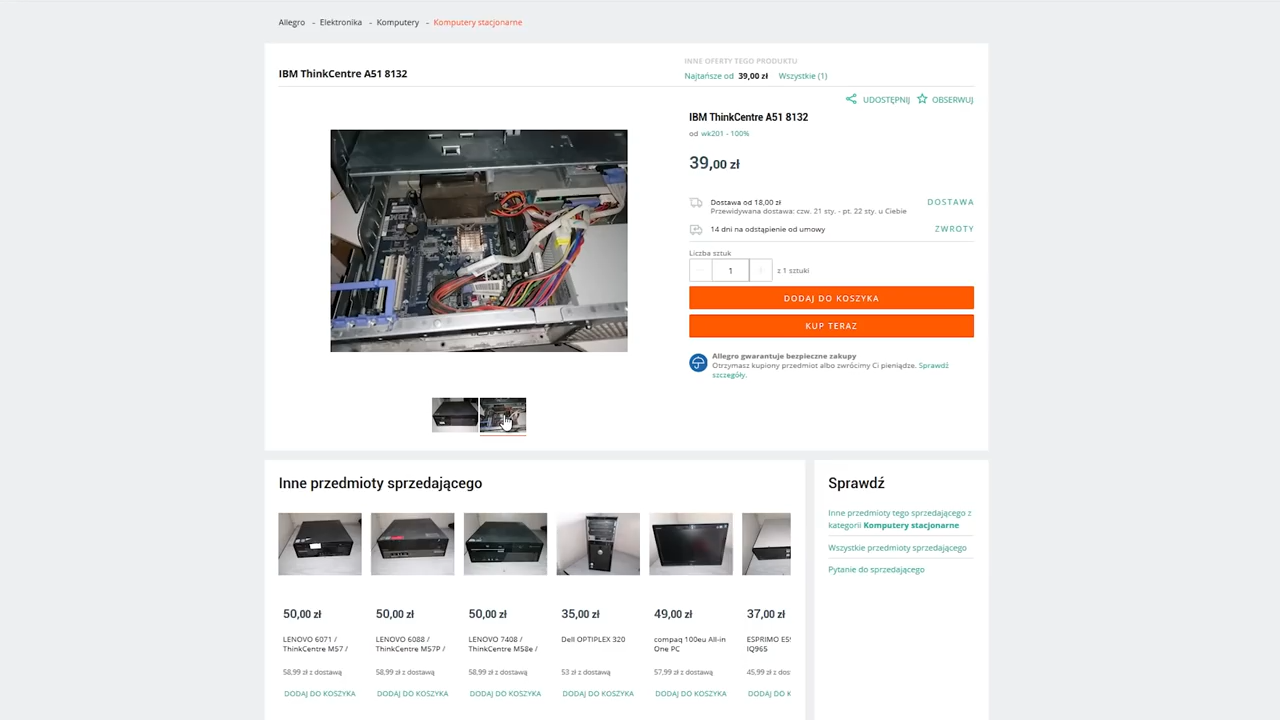 Allegro - Elektronika - Komputery - Komputery stacjonarne
IBM ThinkCentre A51 8132
INNE OFERTY TEGO PRODUKTU
Najtańsze od 39,00 zł Wszystkie (1)
UDOSTĘPNIJ OBSERWUJ
IBM ThinkCentre A51 8132
od wk201 - 100%
39,00 zł
Dostawa od 18,00 zł
Przewidywana dostawa: czw. 21 sty. - pt. 22 sty. u Ciebie
DOSTAWA
14 dni na odstąpienie od umowy
ZWROTY
Liczba sztuk
1 z 1 sztuki
DODAJ DO KOSZYKA
KUP TERAZ
Allegro gwarantuje bezpieczne zakupy
Otrzymasz kupiony przedmiot albo zwrócimy Ci pieniądze. Sprawdź
szczegóły.
Inne przedmioty sprzedającego
50,00 zł
LENOVO 6071 /
ThinkCentre M57 /
58,99 zł z dostawą
DODAJ DO KOSZYKA
50,00 zł
LENOVO 6088 /
ThinkCentre M57P /
58,99 zł z dostawą
DODAJ DO KOSZYKA
50,00 zł
LENOVO 7408 /
ThinkCentre M58e /
58,99 zł z dostawą
DODAJ DO KOSZYKA
35,00 zł
Dell OPTIPLEX 320
53 zł z dostawą
DODAJ DO KOSZYKA
49,00 zł
compaq 100eu All-in
One PC
57,99 zł z dostawą
DODAJ DO KOSZYKA
37,00 zł
ESPRIMO E5
IQ965
45,99 zł z dos
DODAJ DO K
Sprawdź
Inne przedmioty tego sprzedającego z
kategorii Komputery stacjonarne
Wszystkie przedmioty sprzedającego
Pytanie do sprzedającego